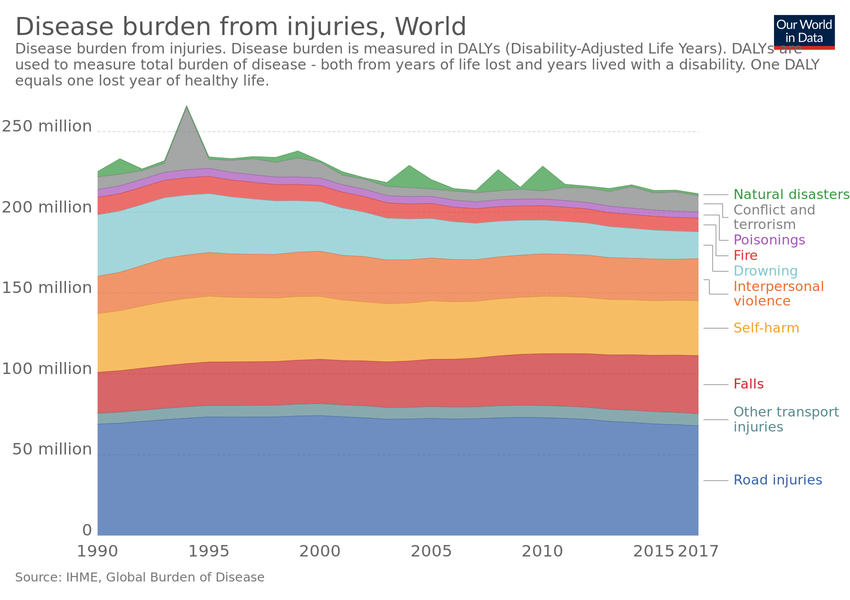 Disease burden from injuries, World
Our World
in Data
Disease burden from injuries. Disease burden is measured in DALYs (Disability-Adjusted Life Years). DALYs are
used to measure total burden of disease - both from years of life lost and years lived with a disability. One DALY
equals one lost year of healthy life.
250 million
200 million
150 million
100 million
50 million
0
1990
1995
2000
2005
2010
2015
2017
Natural disasters
Conflict and
terrorism
Poisonings
Fire
Drowning
Interpersonal
violence
Self-harm
Falls
Other transport
injuries
Road injuries
Source: IHME, Global Burden of Disease